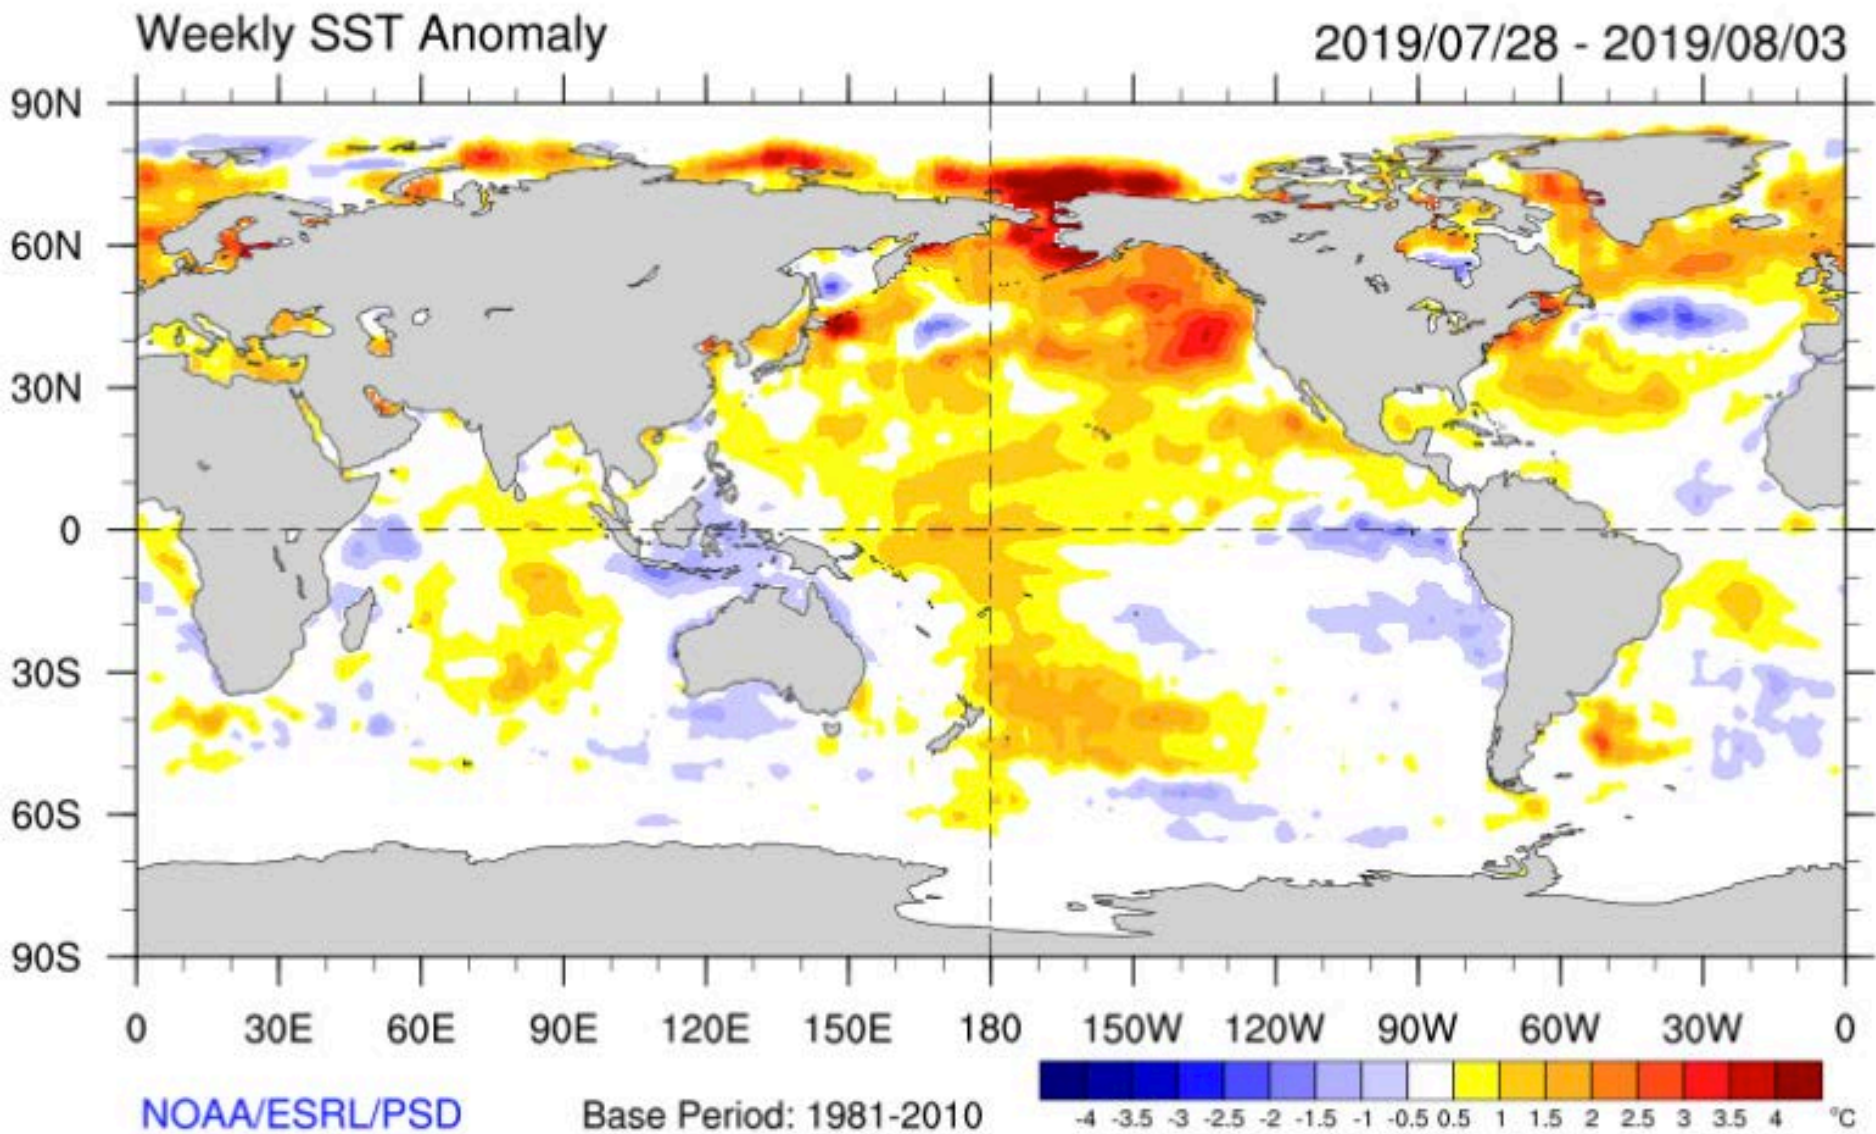 Weekly SST Anomaly
2019/07/28 - 2019/08/03
90N
60N
30N
0
30S
60S
90S
0 30E 60E 90E 120E 150E 180 150W 120W 90W 60W 30W 0
-4 -3.5 -3 -2.5 -2 -1.5 -1 -0.5 0.5 1 1.5 2 2.5 3 3.5 4 °C
NOAA/ESRL/PSD
Base Period: 1981-2010